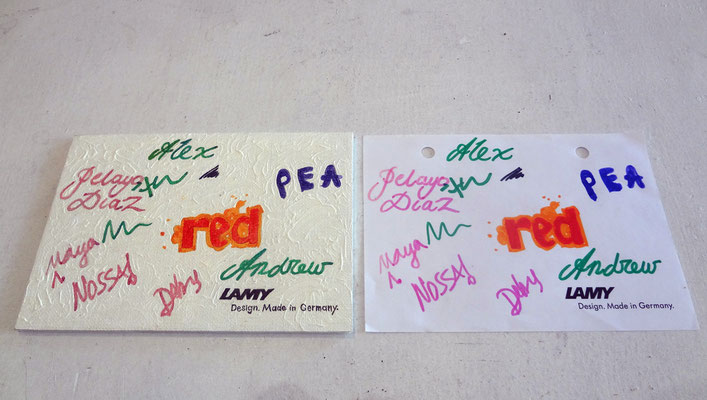 Alex
Pelayo
Diaz
PEA
red
Maya
Andrew
NOSSAS
LAMY
Design. Made in Germany.
Alex
Pelayo
Diaz
PEA
red
Maya
Andrew
NOSSAS
LAMY
Design. Made in Germany.